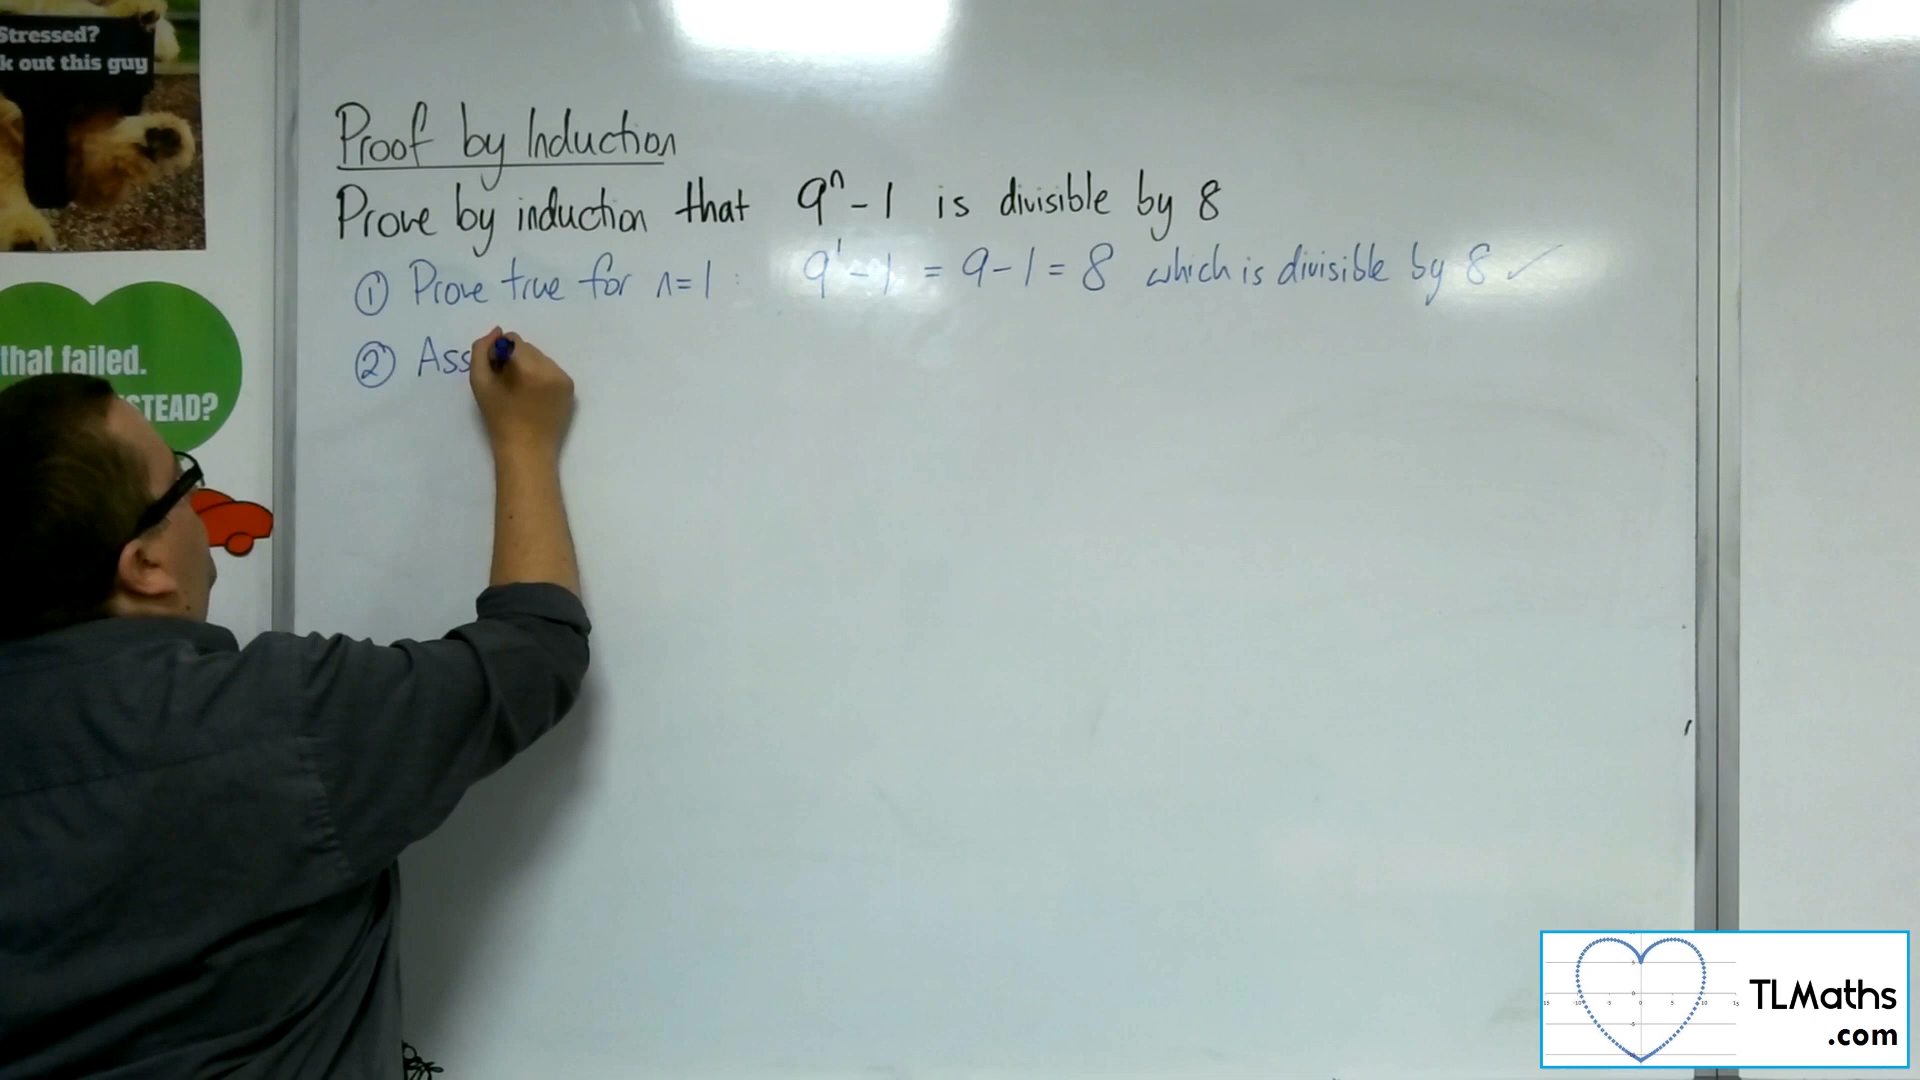 Stressed?
k out this guy
Proof by Induction
Prove by induction that 9ⁿ - 1 is divisible by 8
① Prove true for n=1 : 9¹ - 1 = 9 - 1 = 8 which is divisible by 8 ✓
② Ass
that failed.
STEAD?
TLMaths
.com